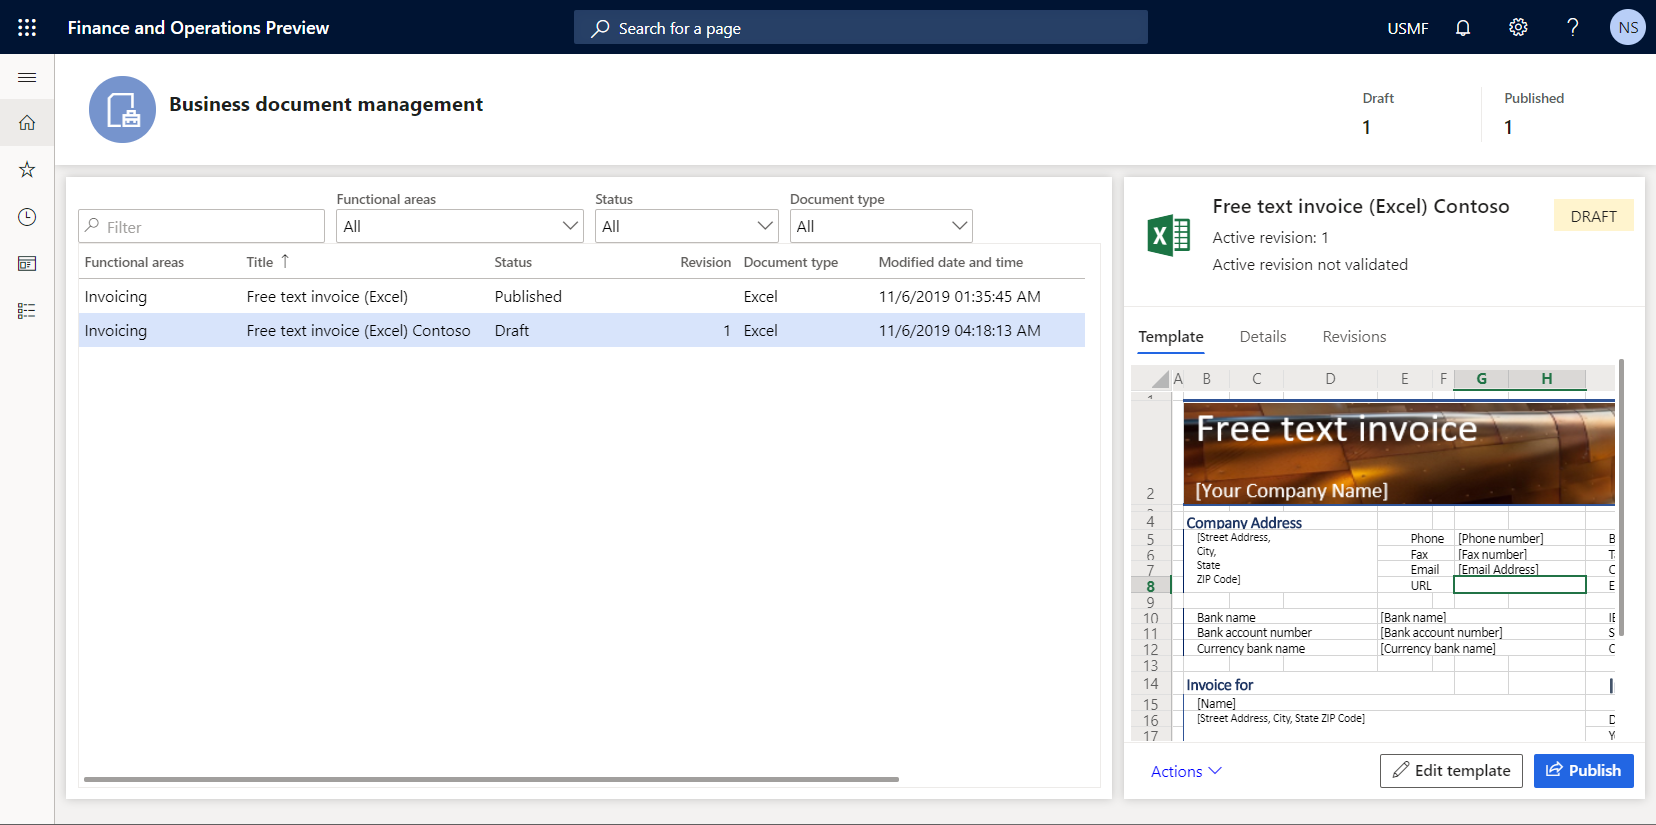 Finance and Operations Preview
Search for a page
USMF
?
NS
Business document management
Draft
1
Published
1
Functional areas
Status
Document type
Filter
All
All
All
Functional areas
Title
Status
Revision
Document type
Modified date and time
Invoicing
Free text invoice (Excel)
Published
Excel
11/6/2019 01:35:45 AM
Invoicing
Free text invoice (Excel) Contoso
Draft
1
Excel
11/6/2019 04:18:13 AM
X
Free text invoice (Excel) Contoso
DRAFT
Active revision: 1
Active revision not validated
Template
Details
Revisions
A B C D E F G H
Free text invoice
2 [Your Company Name]
4 Company Address
5 [Street Address, Phone [Phone number] B
6 City, Fax [Fax number] T
7 State Email [Email Address] C
8 ZIP Code] URL E
9
10 Bank name [Bank name]
11 Bank account number [Bank account number] S
12 Currency bank name [Currency bank name] C
13
14 Invoice for
15 [Name]
16 [Street Address, City, State ZIP Code] D
17
Actions
Edit template
Publish